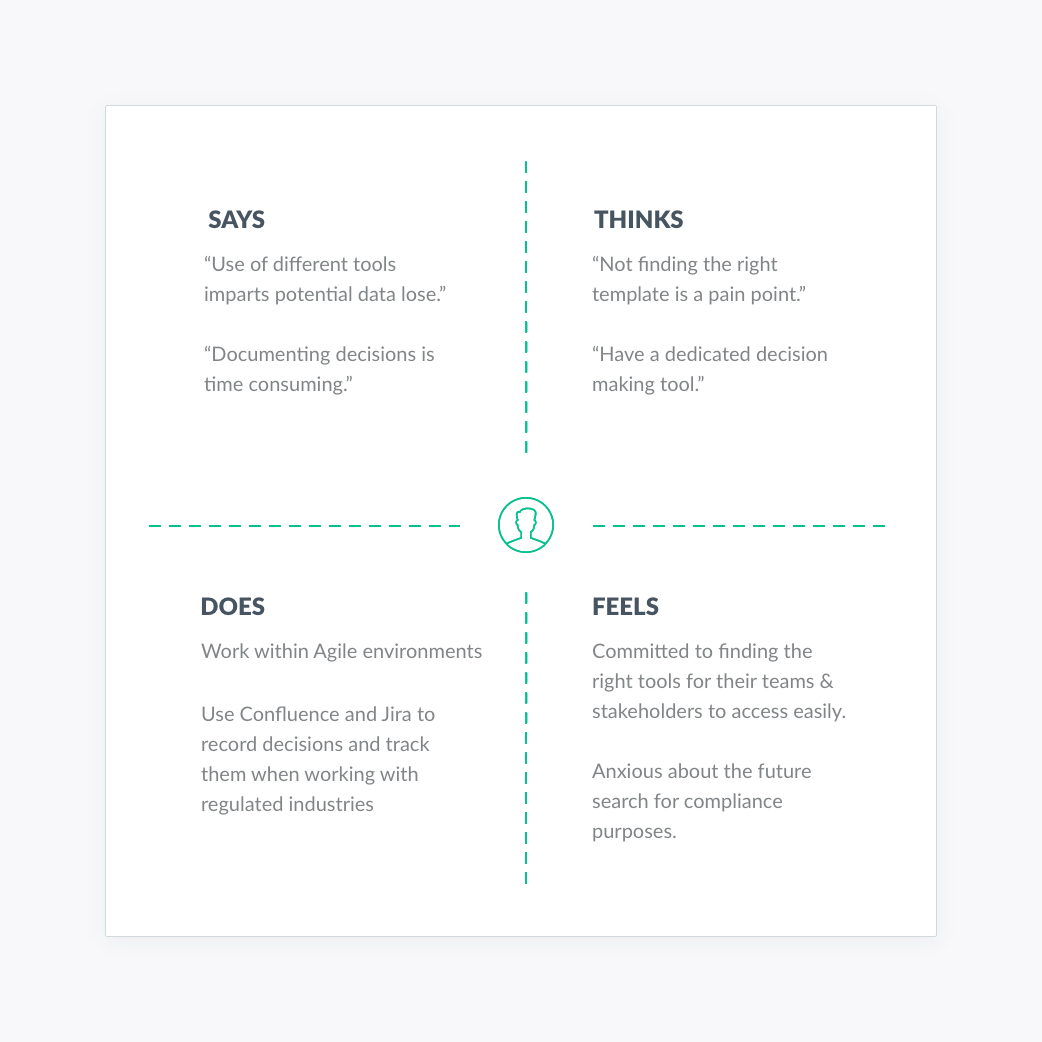 SAYS
“Use of different tools
imparts potential data lose.”
“Documenting decisions is
time consuming.”
THINKS
“Not finding the right
template is a pain point.”
“Have a dedicated decision
making tool.”
DOES
Work within Agile environments
Use Confluence and Jira to
record decisions and track
them when working with
regulated industries
FEELS
Committed to finding the
right tools for their teams &
stakeholders to access easily.
Anxious about the future
search for compliance
purposes.